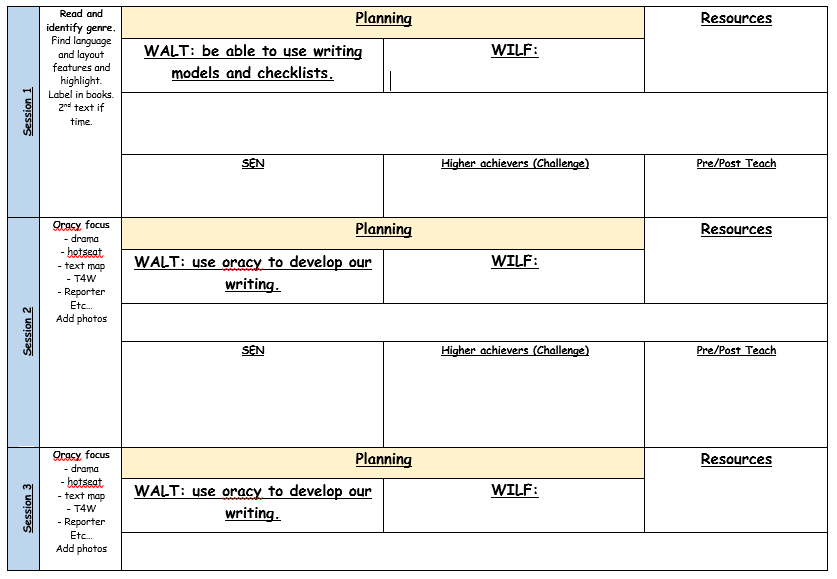 Session 1
Read and
identify genre.
Find language
and layout
features and
highlight.
Label in books.
2nd text if
time.
Planning
Resources
WALT: be able to use writing
models and checklists.
WILF:
SEN
Higher achievers (Challenge)
Pre/Post Teach
Session 2
Oracy focus
- drama
- hotseat
- text map
- T4W
- Reporter
Etc...
Add photos
Planning
Resources
WALT: use oracy to develop our
writing.
WILF:
SEN
Higher achievers (Challenge)
Pre/Post Teach
Session 3
Oracy focus
- drama
- hotseat
- text map
- T4W
- Reporter
Etc...
Add photos
Planning
Resources
WALT: use oracy to develop our
writing.
WILF: